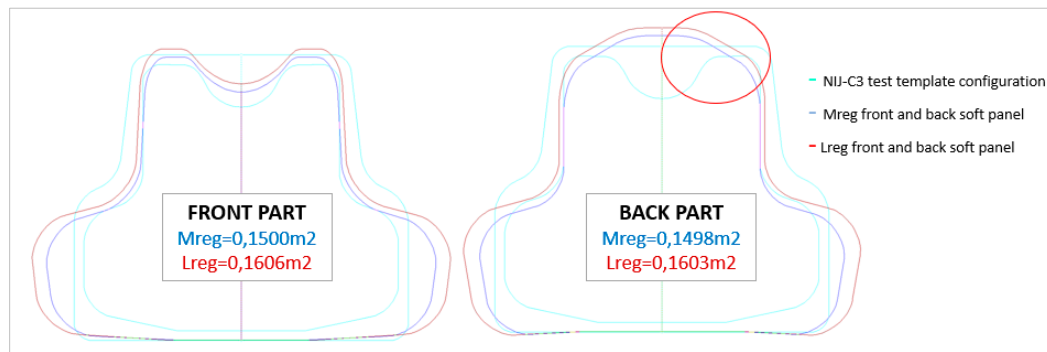 NIJ-C3 test template configuration
Mreg front and back soft panel
Lreg front and back soft panel
FRONT PART
Mreg=0,1500m2
Lreg=0,1606m2
BACK PART
Mreg=0,1498m2
Lreg=0,1603m2